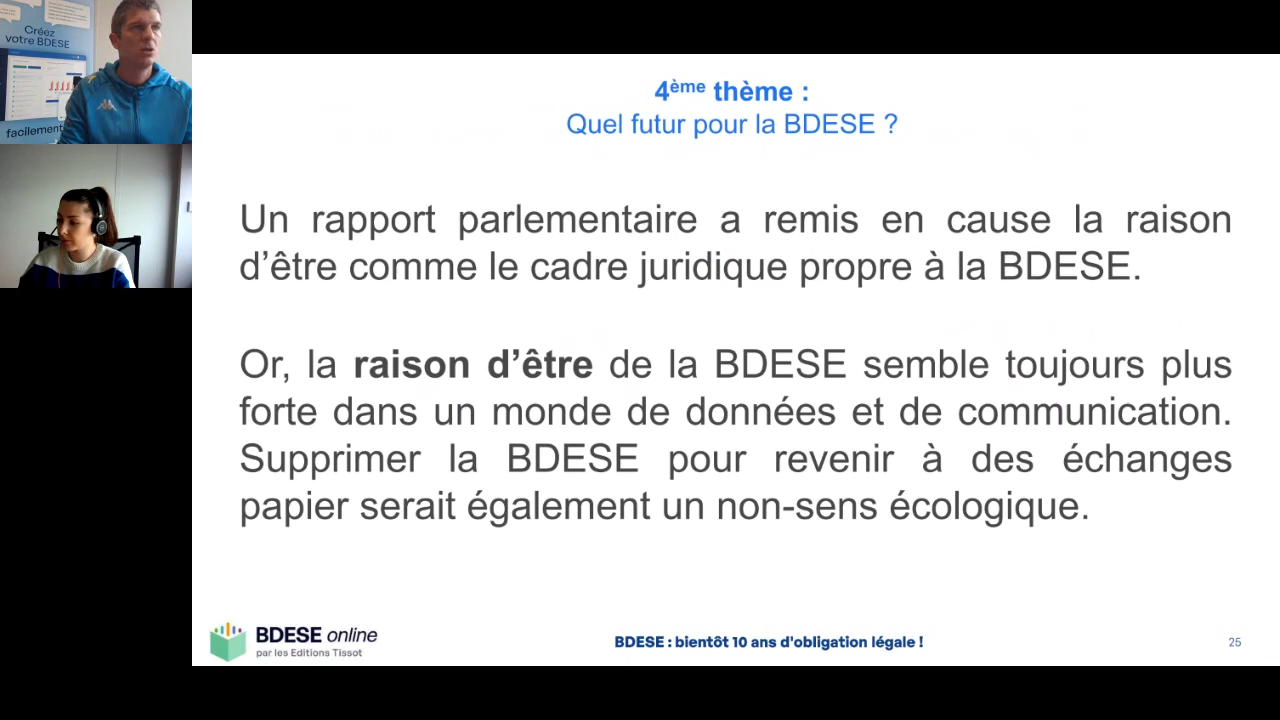 Créez
votre BDESE
facilement
4ème thème :
Quel futur pour la BDESE ?
Un rapport parlementaire a remis en cause la raison
d’être comme le cadre juridique propre à la BDESE.
Or, la raison d’être de la BDESE semble toujours plus
forte dans un monde de données et de communication.
Supprimer la BDESE pour revenir à des échanges
papier serait également un non-sens écologique.
BDESE online
par les Editions Tissot
BDESE : bientôt 10 ans d'obligation légale !
25